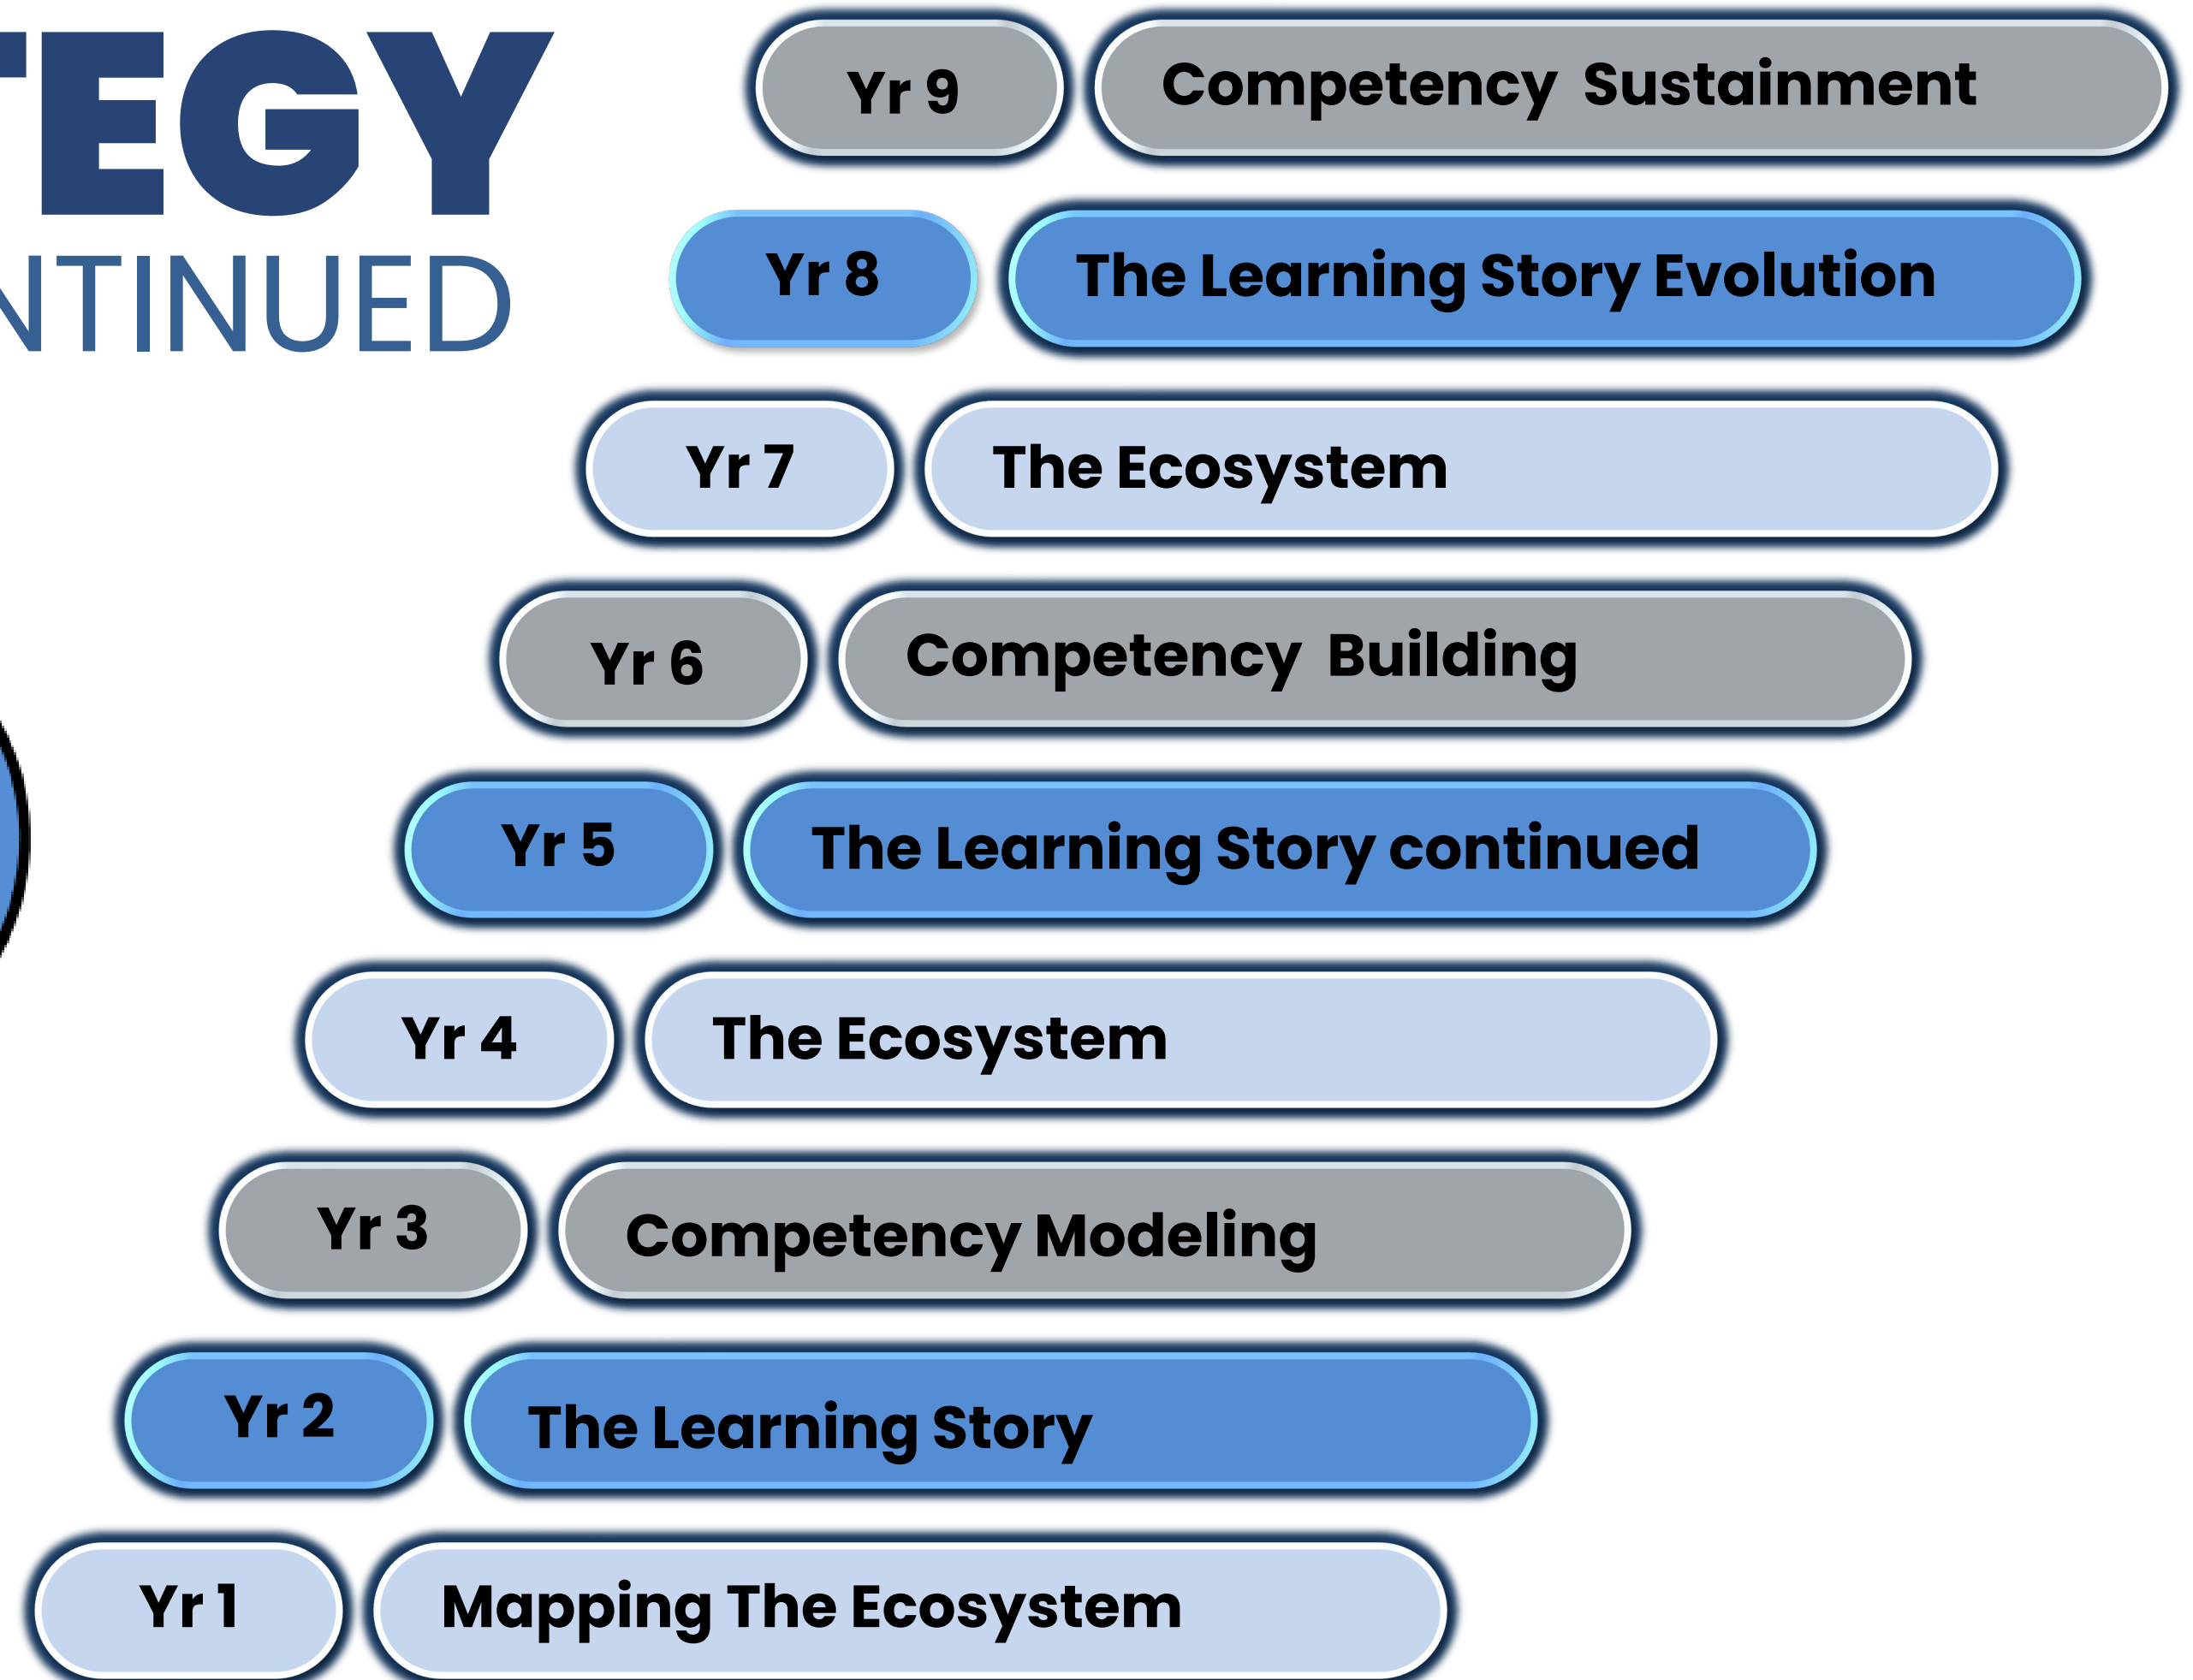 TEGY
NTINUED
Yr 9 Competency Sustainment
Yr 8 The Learning Story Evolution
Yr 7 The Ecosystem
Yr 6 Competency Building
Yr 5 The Learning Story continued
Yr 4 The Ecosystem
Yr 3 Competency Modeling
Yr 2 The Learning Story
Yr 1 Mapping The Ecosystem